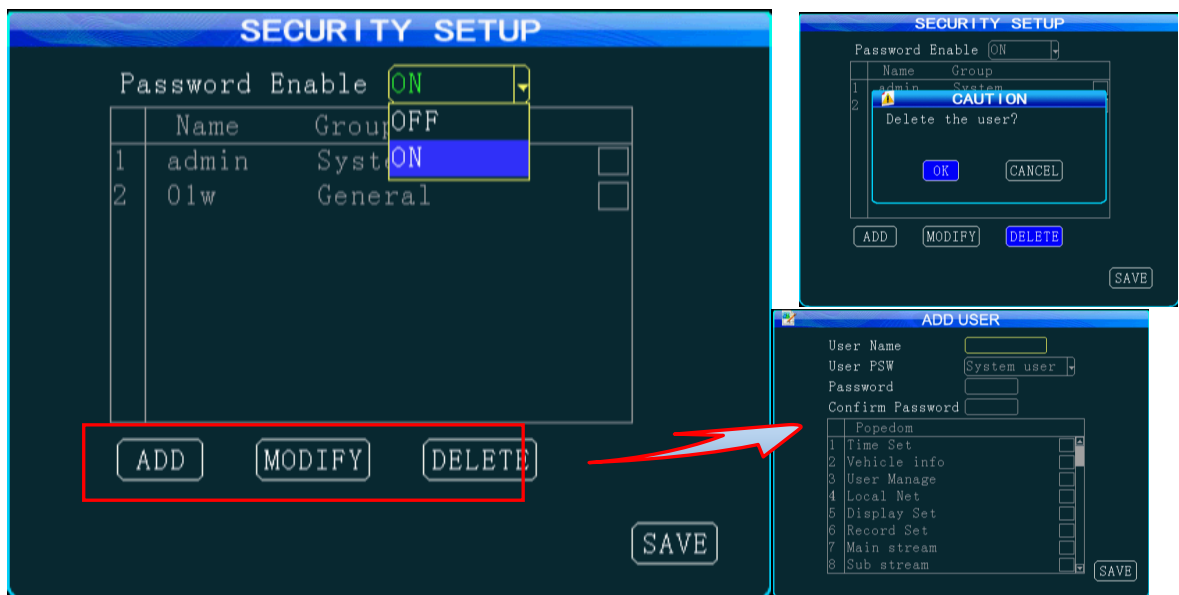 SECURITY SETUP
Password Enable ON
OFF
ON
Name Group
1 admin Syst
2 01w General
ADD MODIFY DELETE
SAVE
SECURITY SETUP
Password Enable ON
Name Group
1 admin System
2
CAUTION
Delete the user?
OK CANCEL
ADD MODIFY DELETE
SAVE
ADD USER
User Name
User PSW System user
Password
Confirm Password
Popedom
1 Time Set
2 Vehicle info
3 User Manage
4 Local Net
5 Display Set
6 Record Set
7 Main stream
8 Sub stream
SAVE